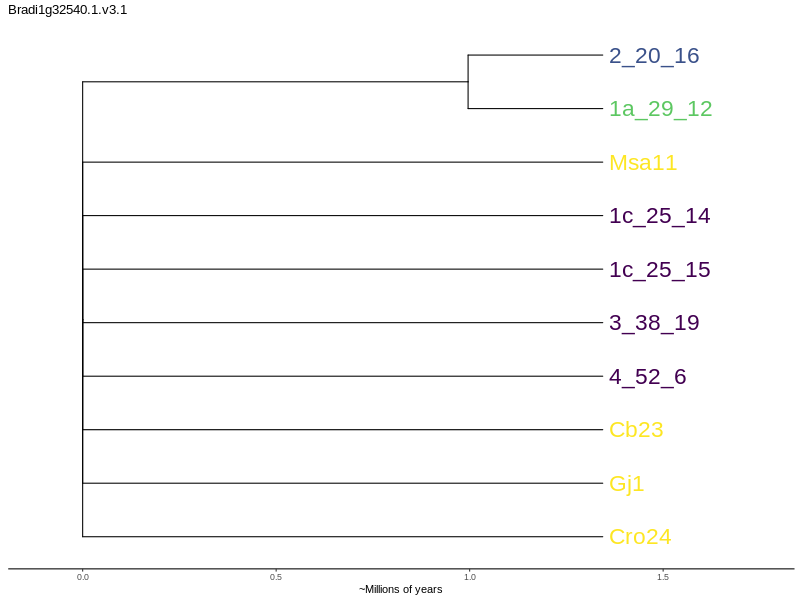 Bradi1g32540.1.v3.1
2_20_16
1a_29_12
Msa11
1c_25_14
1c_25_15
3_38_19
4_52_6
Cb23
Gj1
Cro24
0.0 0.5 1.0 1.5
~Millions of years